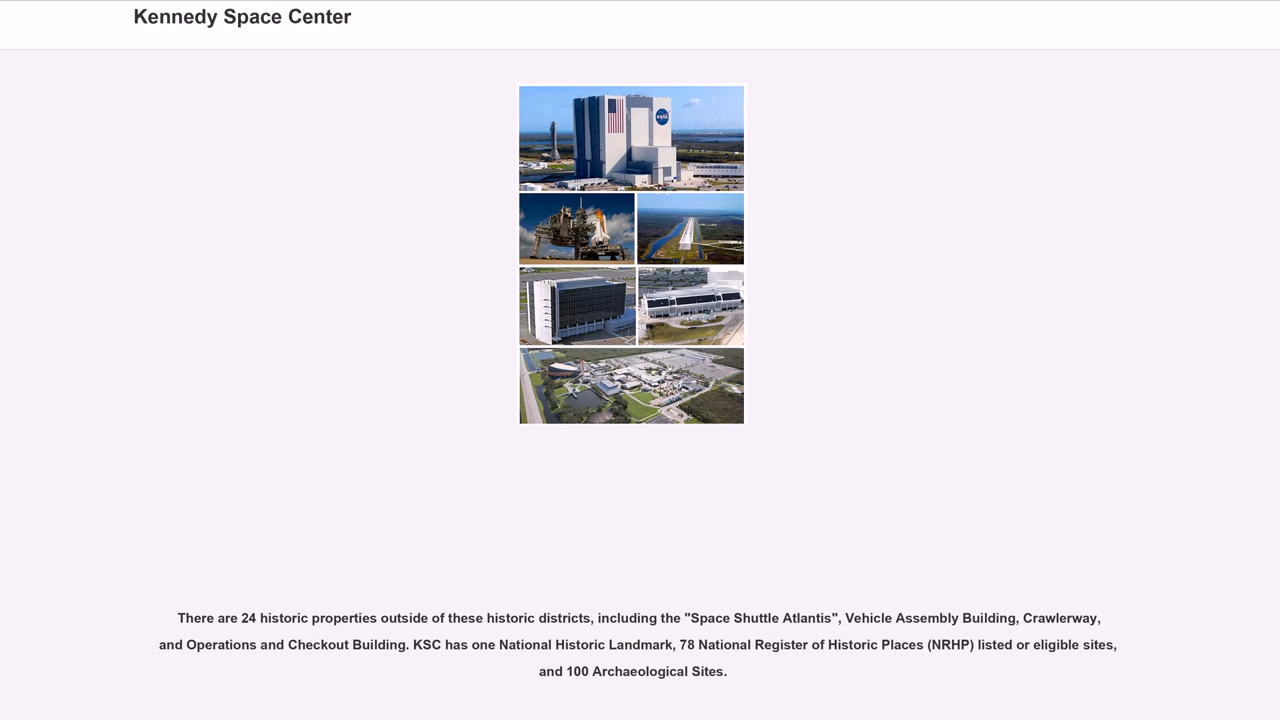 Kennedy Space Center
NASA
There are 24 historic properties outside of these historic districts, including the "Space Shuttle Atlantis", Vehicle Assembly Building, Crawlerway,
and Operations and Checkout Building. KSC has one National Historic Landmark, 78 National Register of Historic Places (NRHP) listed or eligible sites,
and 100 Archaeological Sites.